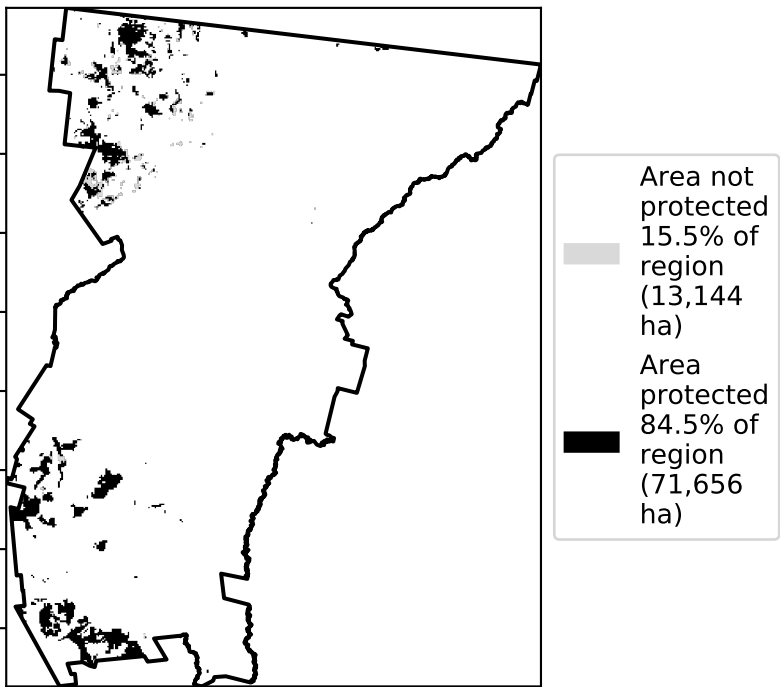 Area not
protected
15.5% of
region
(13,144
ha)
Area
protected
84.5% of
region
(71,656
ha)